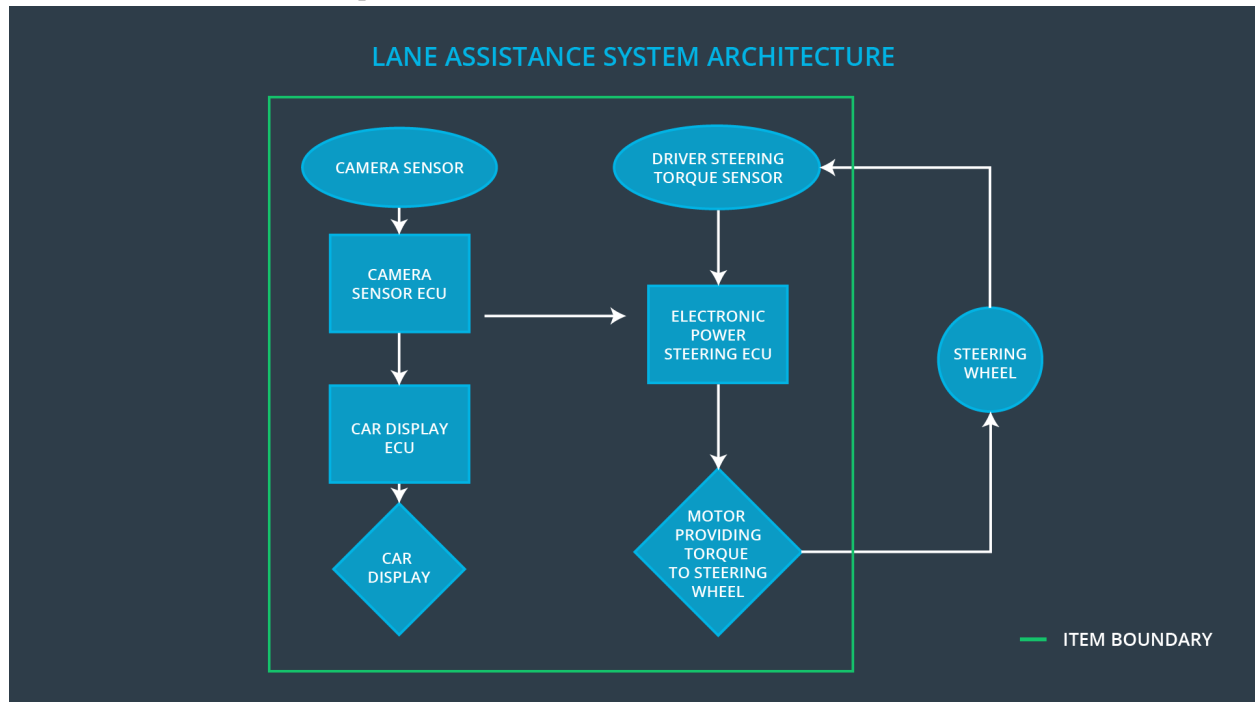 LANE ASSISTANCE SYSTEM ARCHITECTURE
CAMERA SENSOR
CAMERA
SENSOR ECU
CAR DISPLAY
ECU
CAR
DISPLAY
DRIVER STEERING
TORQUE SENSOR
ELECTRONIC
POWER
STEERING ECU
MOTOR
PROVIDING
TORQUE
TO STEERING
WHEEL
STEERING
WHEEL
ITEM BOUNDARY